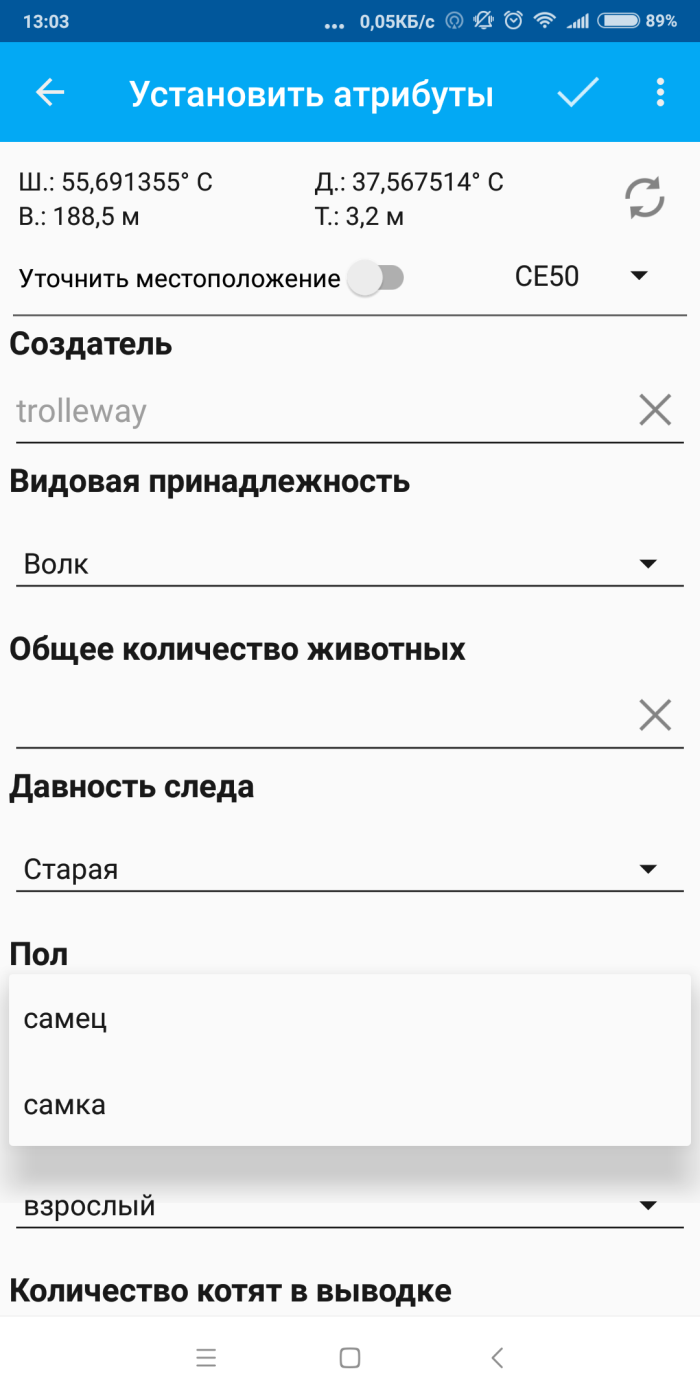 13:03 ... 0,05КБ/с 89%
Установить атрибуты
Ш.: 55,691355° С Д.: 37,567514° С
В.: 188,5 м Т.: 3,2 м
Уточнить местоположение CE50
Создатель
trolleway
Видовая принадлежность
Волк
Общее количество животных
Давность следа
Старая
Пол
самец
самка
взрослый
Количество котят в выводке